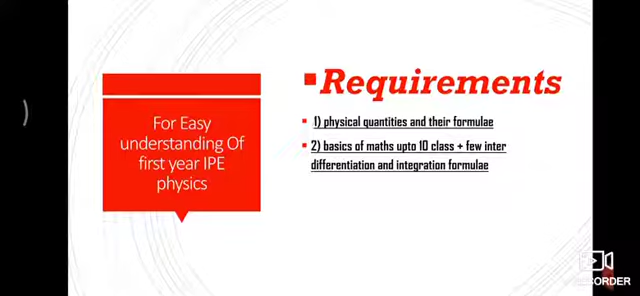 For Easy
understanding Of
first year IPE
physics
Requirements
1) physical quantities and their formulae
2) basics of maths upto 10 class + few inter
differentiation and integration formulae